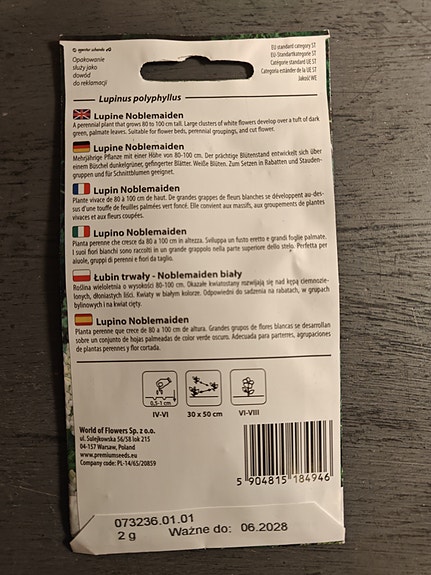 Opakowanie
służy jako
dowód
do reklamacji
EU standard category ST
EU-Standardkategorie ST
Catégorie standard UE ST
Categoría estándar de la UE ST
Jakość WE
Lupinus polyphyllus
Lupine Noblemaiden
A perennial plant that grows 80 to 100 cm tall. Large clusters of white flowers develop over a tuft of dark
green, palmate leaves. Suitable for flower beds, perennial groupings, and cut flower.
Lupine Noblemaiden
Mehrjährige Pflanze mit einer Höhe von 80-100 cm. Der prächtige Blütenstand entwickelt sich über
einem Büschel dunkelgrüner, gefingerter Blätter. Weiße Blüten. Zum Setzen in Rabatten und Stauden-
gruppen und für Schnittblumen geeignet.
Lupin Noblemaiden
Plante vivace de 80 à 100 cm de haut. De grandes grappes de fleurs blanches se développent au-des-
sus d'une touffe de feuilles palmées vert foncé. Elle convient aux massifs, aux groupements de plantes
vivaces et aux fleurs coupées.
Lupino Noblemaiden
Pianta perenne che cresce da 80 a 100 cm in altezza. Sviluppa un fusto eretto e grandi foglie palmate.
I suoi fiori bianchi sono raccolti in un grande grappolo nella parte superiore dello stelo. Perfetta per
aiuole, gruppi di perenni e fiori da taglio.
Łubin trwały - Noblemaiden biały
Roślina wieloletnia o wysokości 80-100 cm. Okazałe kwiatostany rozwijają się nad kępą ciemnozie-
lonych, dłoniastych liści. Kwiaty w białym kolorze. Odpowiedni do sadzenia na rabatach, w grupach
bylinowych i na kwiat cięty.
Lupino Noblemaiden
Planta perenne que crece de 80 a 100 cm de altura. Grandes grupos de flores blancas se desarrollan
sobre un conjunto de hojas palmeadas de color verde oscuro. Adecuada para parterres, agrupaciones
de plantas perennes y flor cortada.
0,5-1 cm
IV-VI
30 x 50 cm
VI-VIII
World of Flowers Sp. z o.o.
ul. Sulejkowska 56/58 lok 215
04-157 Warsaw, Poland
www.premiumseeds.eu
Company code: PL-14/65/20859
5 904815 184946
073236.01.01
2 g Ważne do: 06.2028